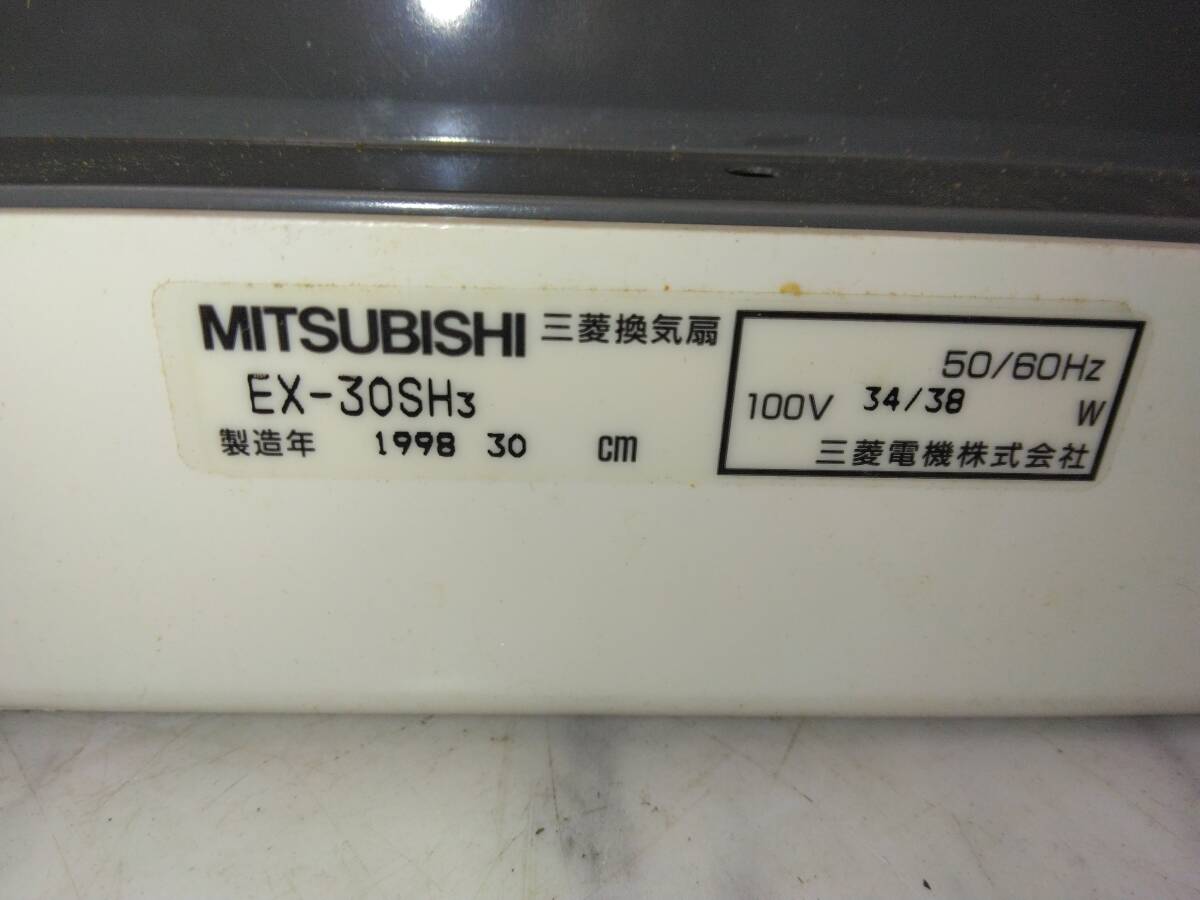 MITSUBISHI 三菱換気扇
EX-30SH3
製造年 1998 30 cm
50/60Hz
100V 34/38 W
三菱電機株式会社